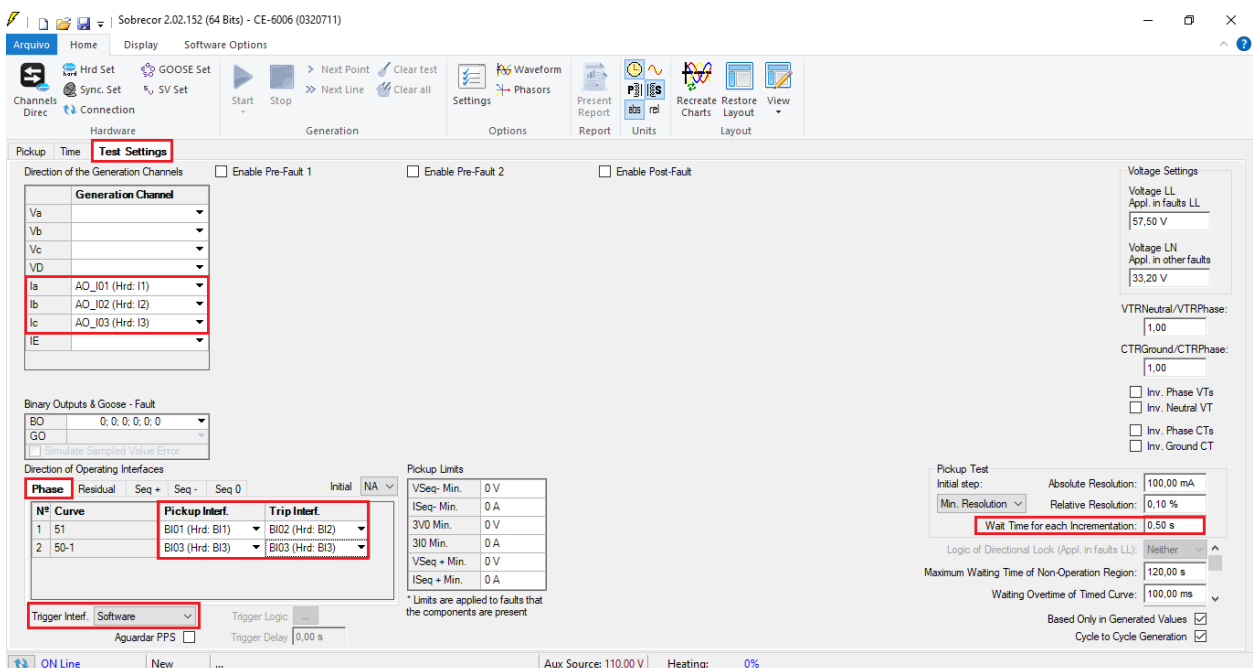 Sobrecor 2.02.152 (64 Bits) - CE-6006 (0320711)
Arquivo Home Display Software Options
Channels Direc
Hrd Set
Sync. Set
Connection
GOOSE Set
SV Set
Hardware
Start
Stop
Next Point
Next Line
Clear test
Clear all
Generation
Settings
Waveform
Phasors
Options
Present Report
Report
abs rel
Units
Recreate Charts
Restore Layout
View
Layout
Pickup Time Test Settings
Direction of the Generation Channels
Enable Pre-Fault 1
Enable Pre-Fault 2
Enable Post-Fault
Generation Channel
Va
Vb
Vc
VD
Ia AO_I01 (Hrd: I1)
Ib AO_I02 (Hrd: I2)
Ic AO_I03 (Hrd: I3)
IE
Voltage Settings
Voltage LL
Appl. in faults LL
57,50 V
Voltage LN
Appl. in other faults
33,20 V
VTRNeutral/VTRPhase:
1,00
CTRGround/CTRPhase:
1,00
Inv. Phase VTs
Inv. Neutral VT
Inv. Phase CTs
Inv. Ground CT
Binary Outputs & Goose - Fault
BO 0; 0; 0; 0; 0; 0
GO
Simulate Sampled Value Error
Direction of Operating Interfaces
Phase Residual Seq + Seq - Seq 0 Initial NA
Nº Curve Pickup Interf. Trip Interf.
1 51 BI01 (Hrd: BI1) BI02 (Hrd: BI2)
2 50-1 BI03 (Hrd: BI3) BI03 (Hrd: BI3)
Trigger Interf. Software
Trigger Logic ...
Aguardar PPS
Trigger Delay 0,00 s
Pickup Limits
VSeq- Min. 0 V
ISeq- Min. 0 A
3V0 Min. 0 V
3I0 Min. 0 A
VSeq + Min. 0 V
ISeq + Min. 0 A
* Limits are applied to faults that
the components are present
Pickup Test
Initial step: Absolute Resolution: 100,00 mA
Min. Resolution Relative Resolution: 0,10 %
Wait Time for each Incrementation: 0,50 s
Logic of Directional Lock (Appl. in faults LL): Neither
Maximum Waiting Time of Non-Operation Region: 120,00 s
Waiting Overtime of Timed Curve: 100,00 ms
Based Only in Generated Values
Cycle to Cycle Generation
ON Line New ... Aux Source: 110.00 V Heating: 0%